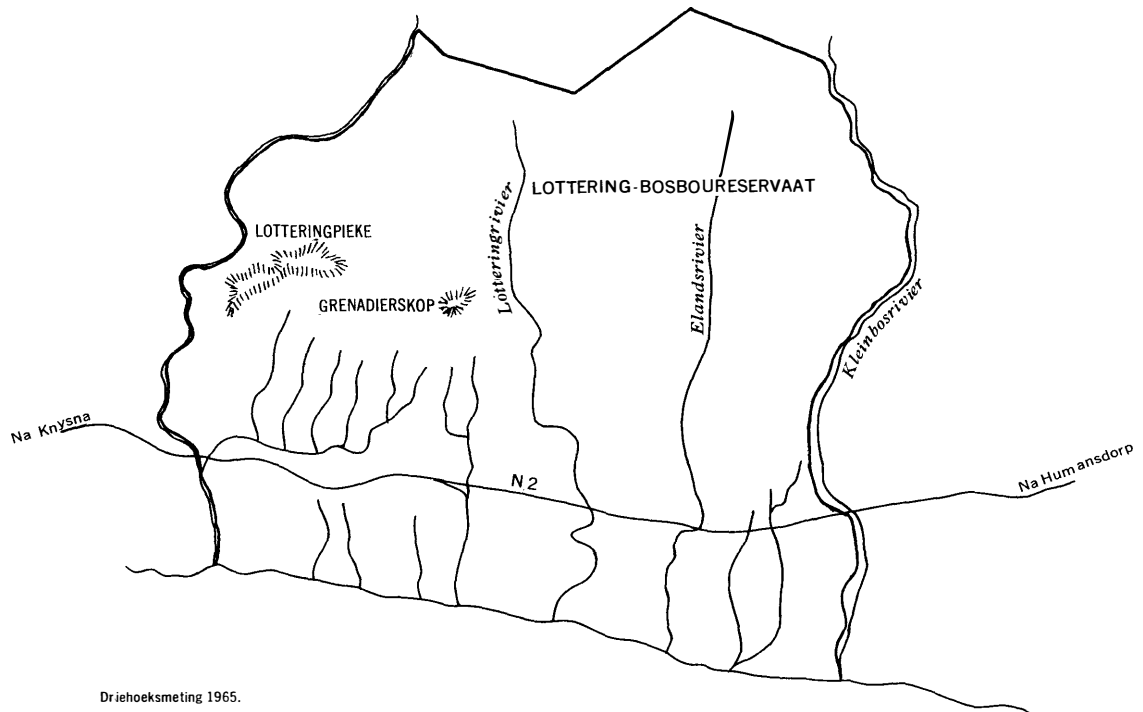 LOTTERING-BOSBOURESERVAAT
Lotteringrivier
LOTTERINGPIEKE
Elandsrivier
GRENADIERSKOP
Kleinbosrivier
Na Knysna
N2
Na Humansdorp
Driehoeksmeting 1965.